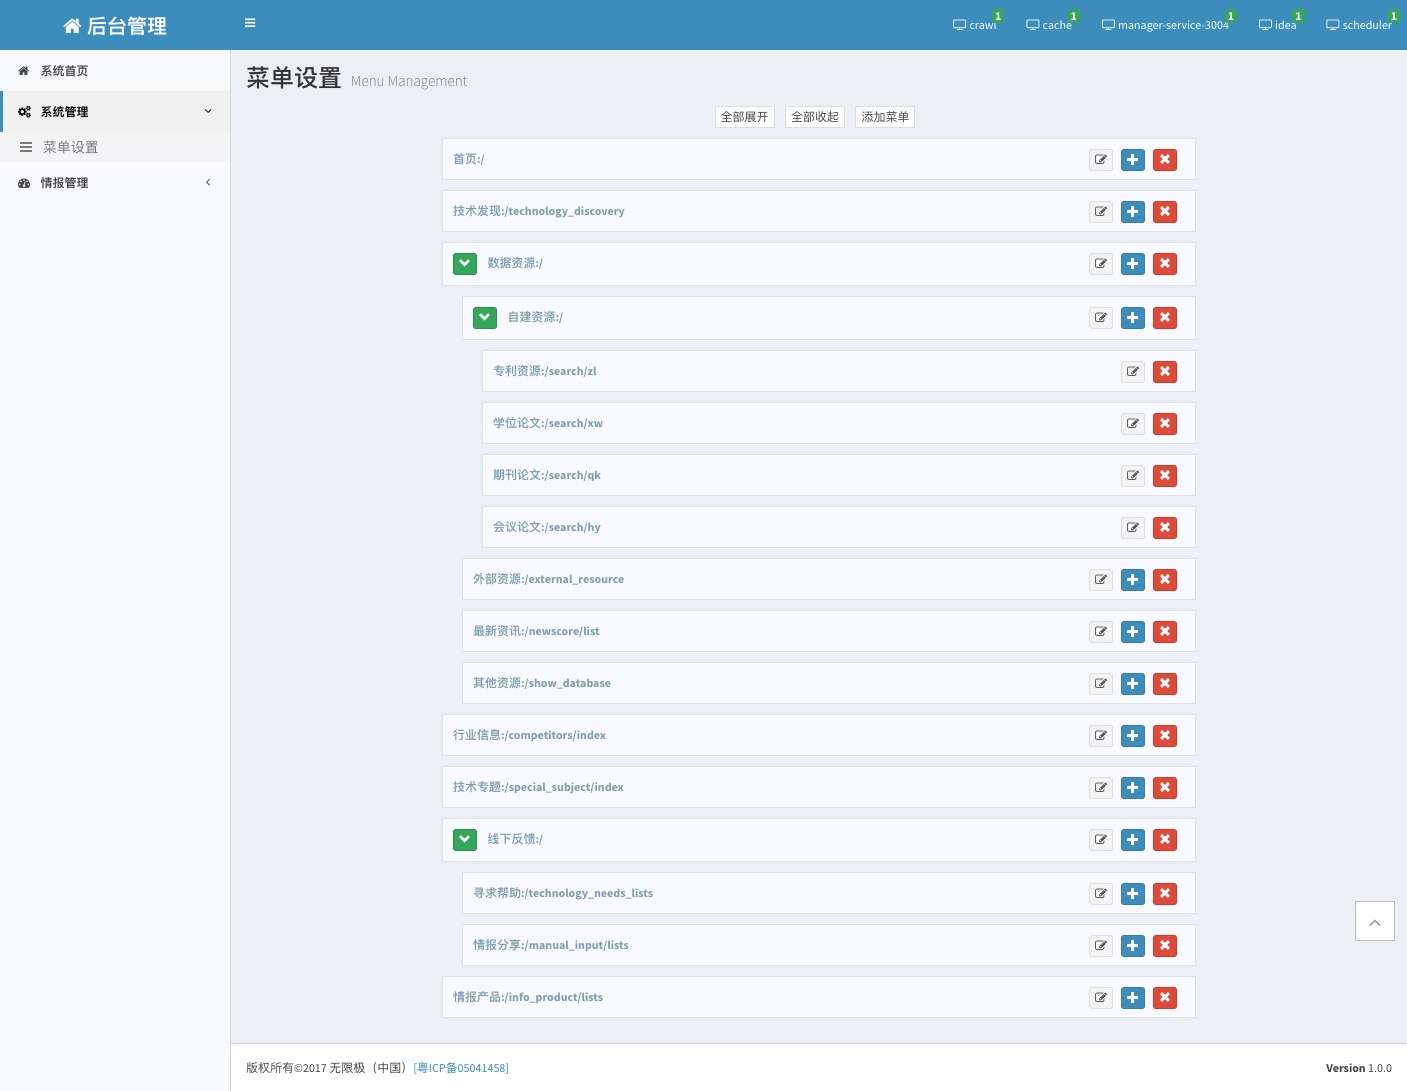 后台管理
crawl 1
cache 1
manager-service-3004 1
idea 1
scheduler 1
系统首页
系统管理
菜单设置
情报管理
菜单设置 Menu Management
全部展开 全部收起 添加菜单
首页:/
技术发现:/technology_discovery
数据资源:/
自建资源:/
专利资源:/search/zl
学位论文:/search/xw
期刊论文:/search/qk
会议论文:/search/hy
外部资源:/external_resource
最新资讯:/newscore/list
其他资源:/show_database
行业信息:/competitors/index
技术专题:/special_subject/index
线下反馈:/
寻求帮助:/technology_needs_lists
情报分享:/manual_input/lists
情报产品:/info_product/lists
版权所有©2017 无限极（中国）[粤ICP备05041458]
Version 1.0.0